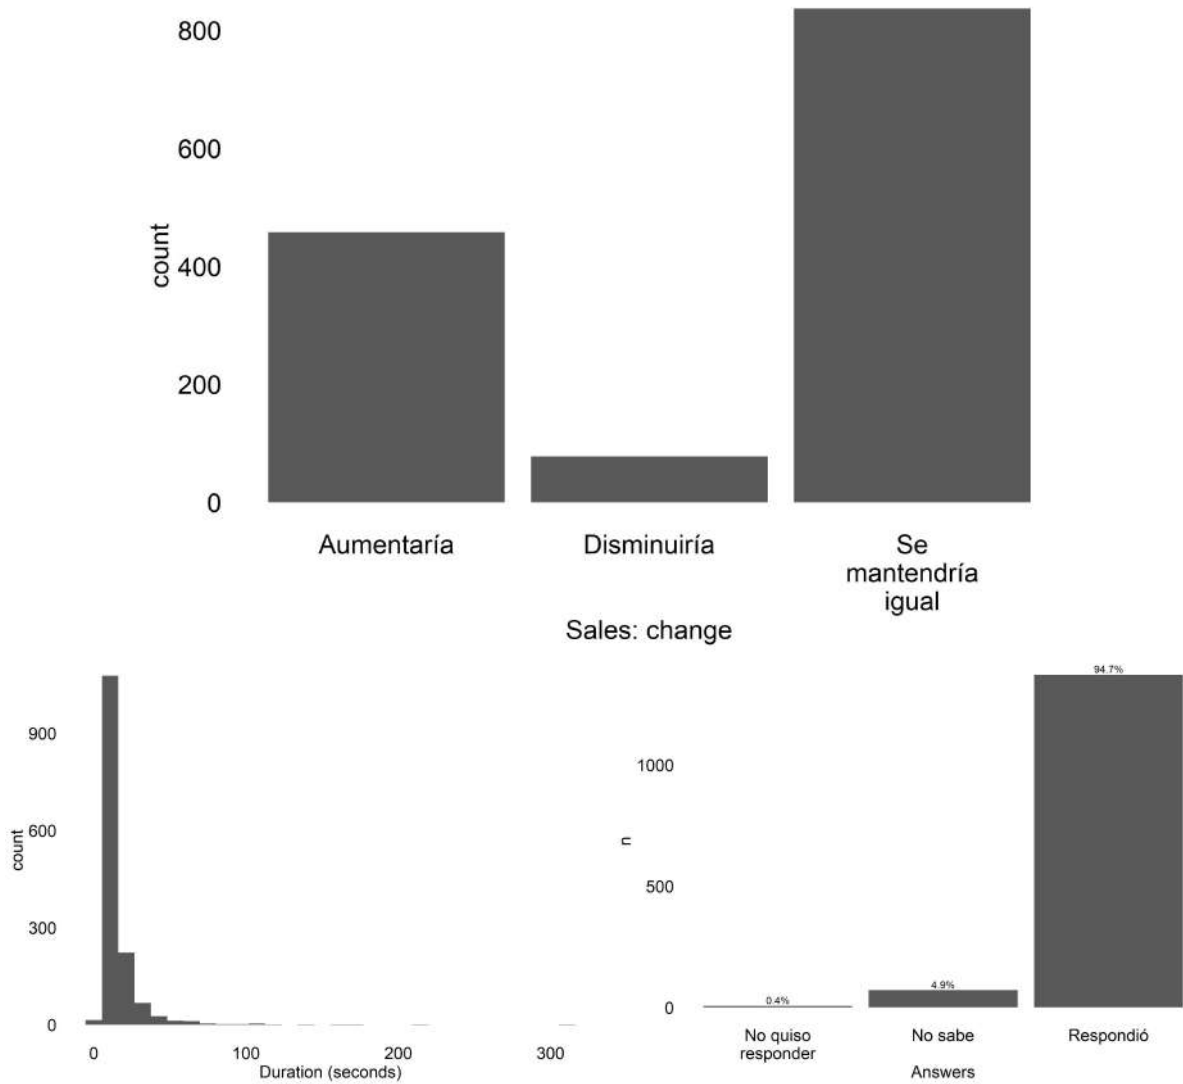 800
600
400
200
0
count
Aumentaría
Disminuiría
Se
mantendría
igual
Sales: change
900
600
300
0
count
0
100
200
300
Duration (seconds)
94.7%
1000
n
500
4.9%
0.4%
0
No quiso
responder
No sabe
Respondió
Answers